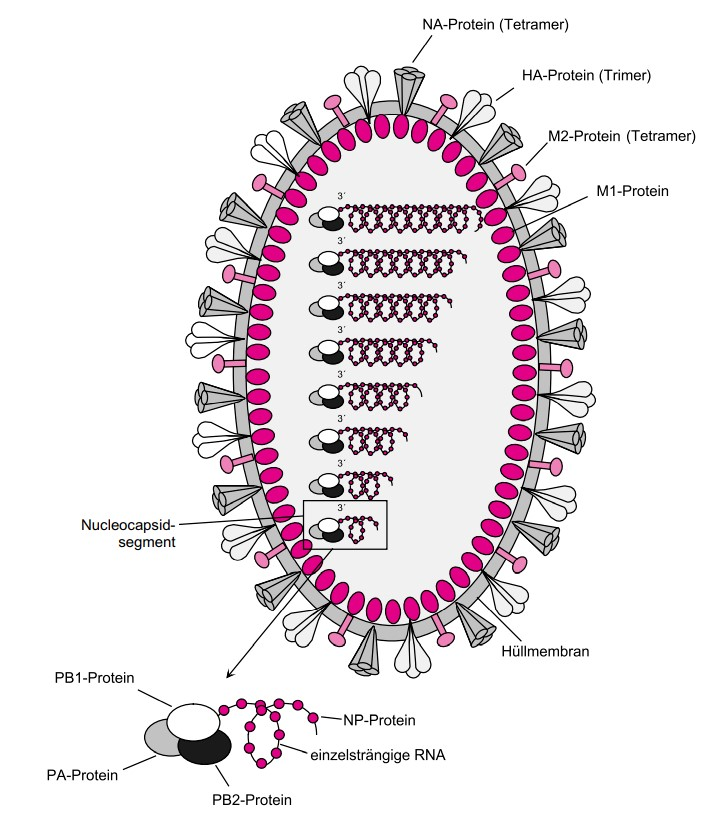 NA-Protein (Tetramer)
HA-Protein (Trimer)
M2-Protein (Tetramer)
M1-Protein
3´
3´
3´
3´
3´
3´
3´
3´
Nucleocapsid-
segment
Hüllmembran
PB1-Protein
NP-Protein
einzelsträngige RNA
PA-Protein
PB2-Protein